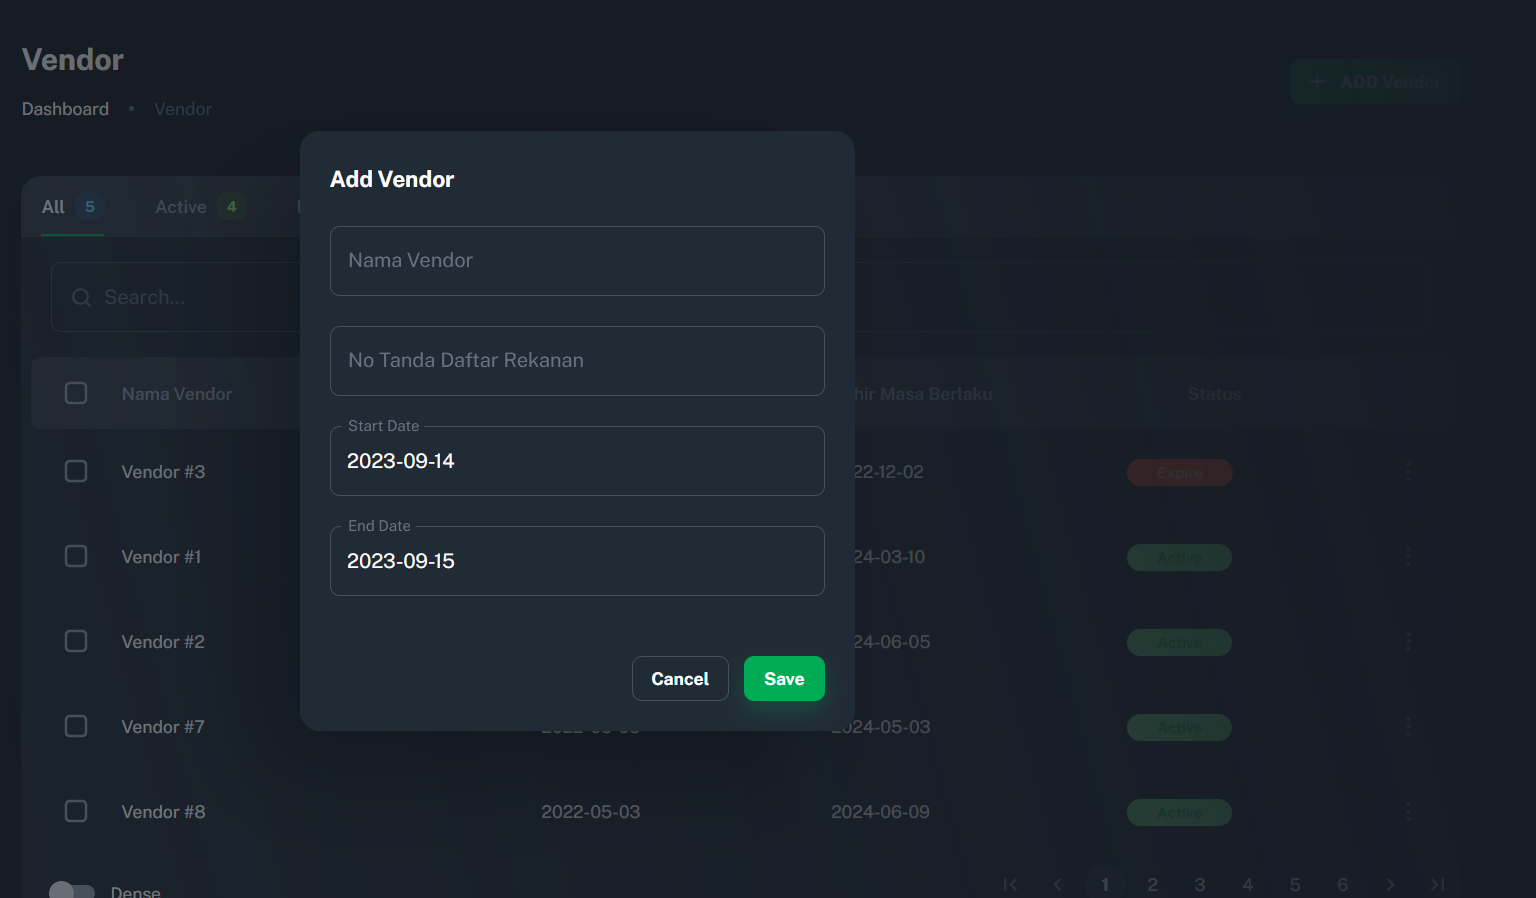 Vendor
Dashboard • Vendor
ADD Vendor
All 5 Active 4
Search...
Add Vendor
Nama Vendor
No Tanda Daftar Rekanan
Start Date
2023-09-14
End Date
2023-09-15
Cancel Save
Nama Vendor Masa Berlaku Status
Vendor #3 22-12-02 Expire
Vendor #1 24-03-10 Active
Vendor #2 24-06-05 Active
Vendor #7 2024-05-03 Active
Vendor #8 2022-05-03 2024-06-09 Active
Dense
1 2 3 4 5 6